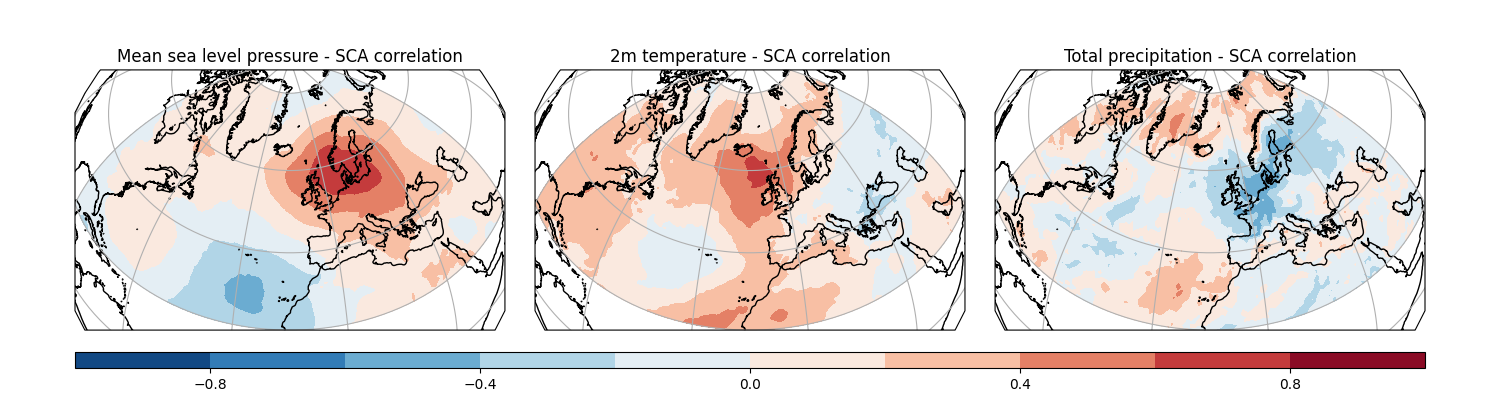 Mean sea level pressure - SCA correlation
2m temperature - SCA correlation
Total precipitation - SCA correlation
−0.8 −0.4 0.0 0.4 0.8